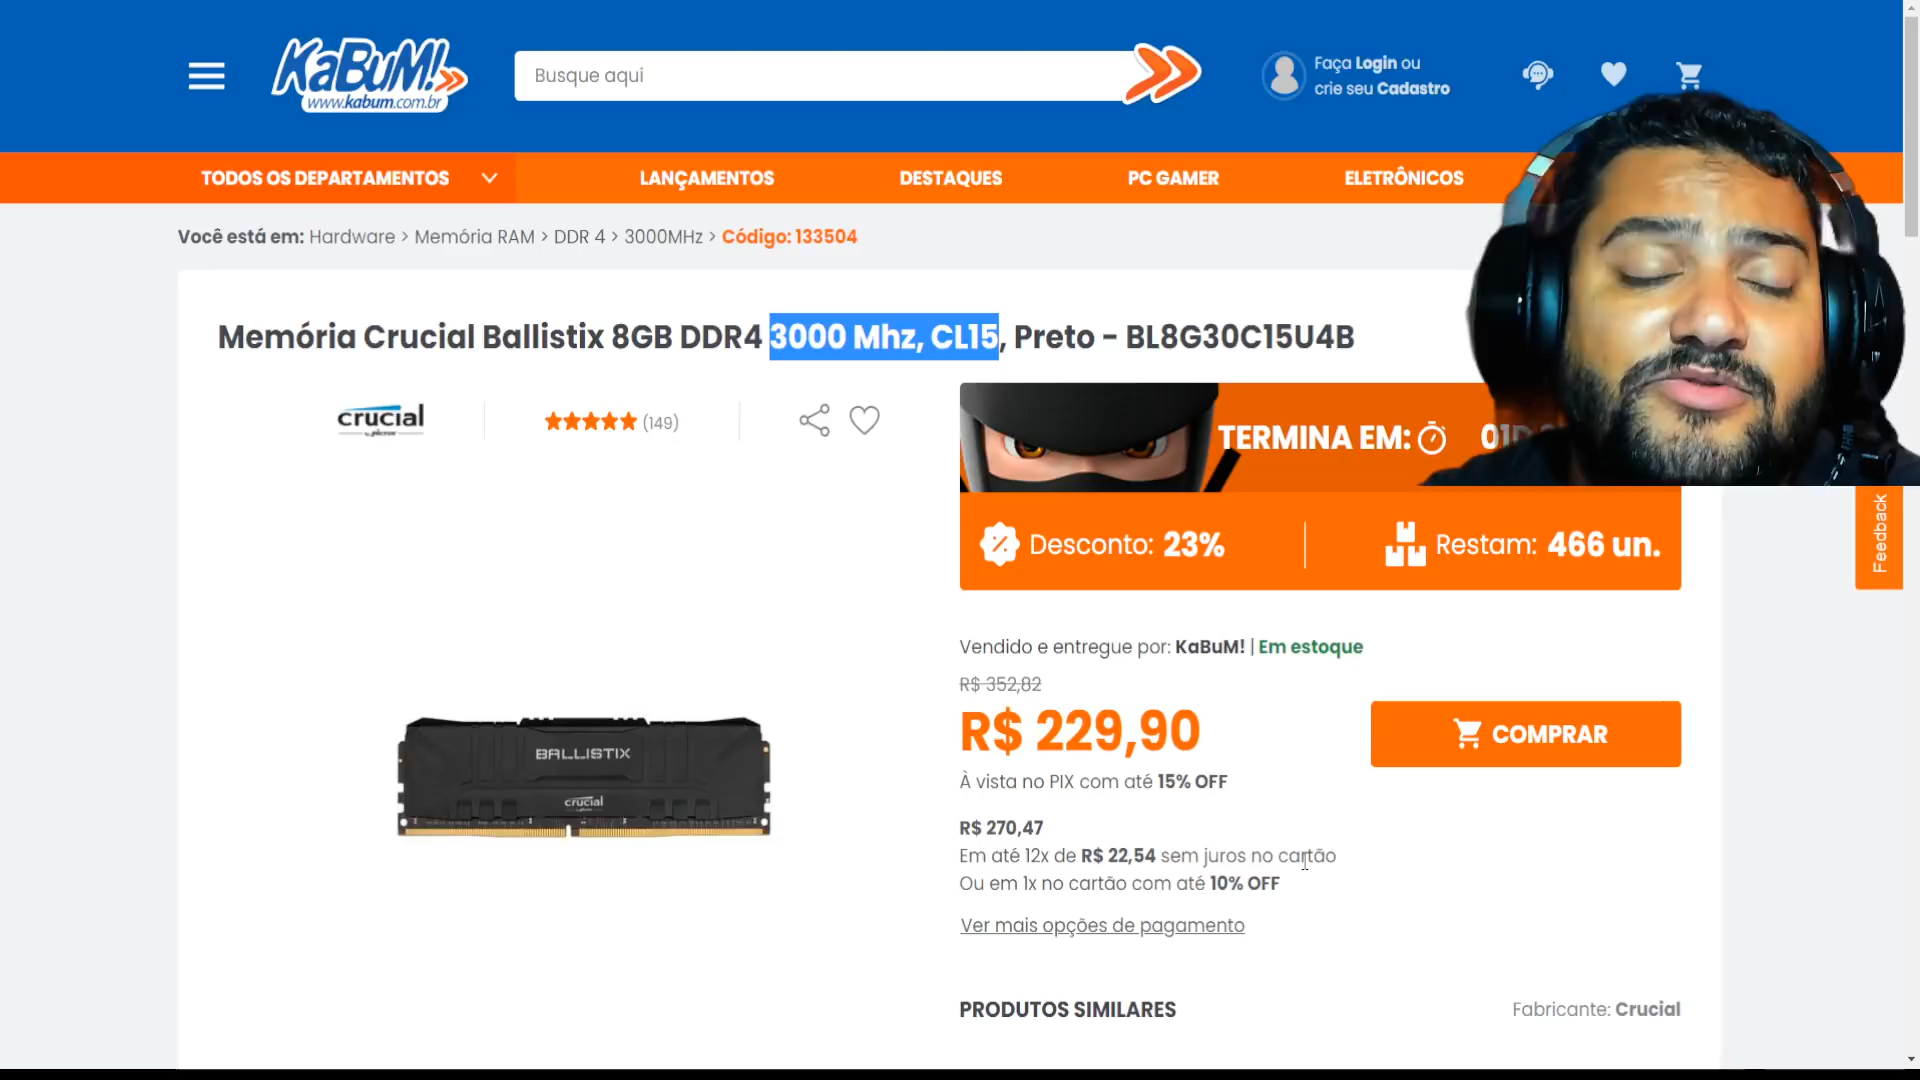 KaBuM!
www.kabum.com.br
Busque aqui
Faça Login ou
crie seu Cadastro
TODOS OS DEPARTAMENTOS
LANÇAMENTOS
DESTAQUES
PC GAMER
ELETRÔNICOS
Você está em: Hardware > Memória RAM > DDR 4 > 3000MHz > Código: 133504
Memória Crucial Ballistix 8GB DDR4 3000 Mhz, CL15, Preto - BL8G30C15U4B
crucial
(149)
TERMINA EM:
Desconto: 23%
Restam: 466 un.
Feedback
Vendido e entregue por: KaBuM! | Em estoque
R$ 352,82
R$ 229,90
COMPRAR
À vista no PIX com até 15% OFF
R$ 270,47
Em até 12x de R$ 22,54 sem juros no cartão
Ou em 1x no cartão com até 10% OFF
Ver mais opções de pagamento
BALLISTIX
crucial
PRODUTOS SIMILARES
Fabricante: Crucial